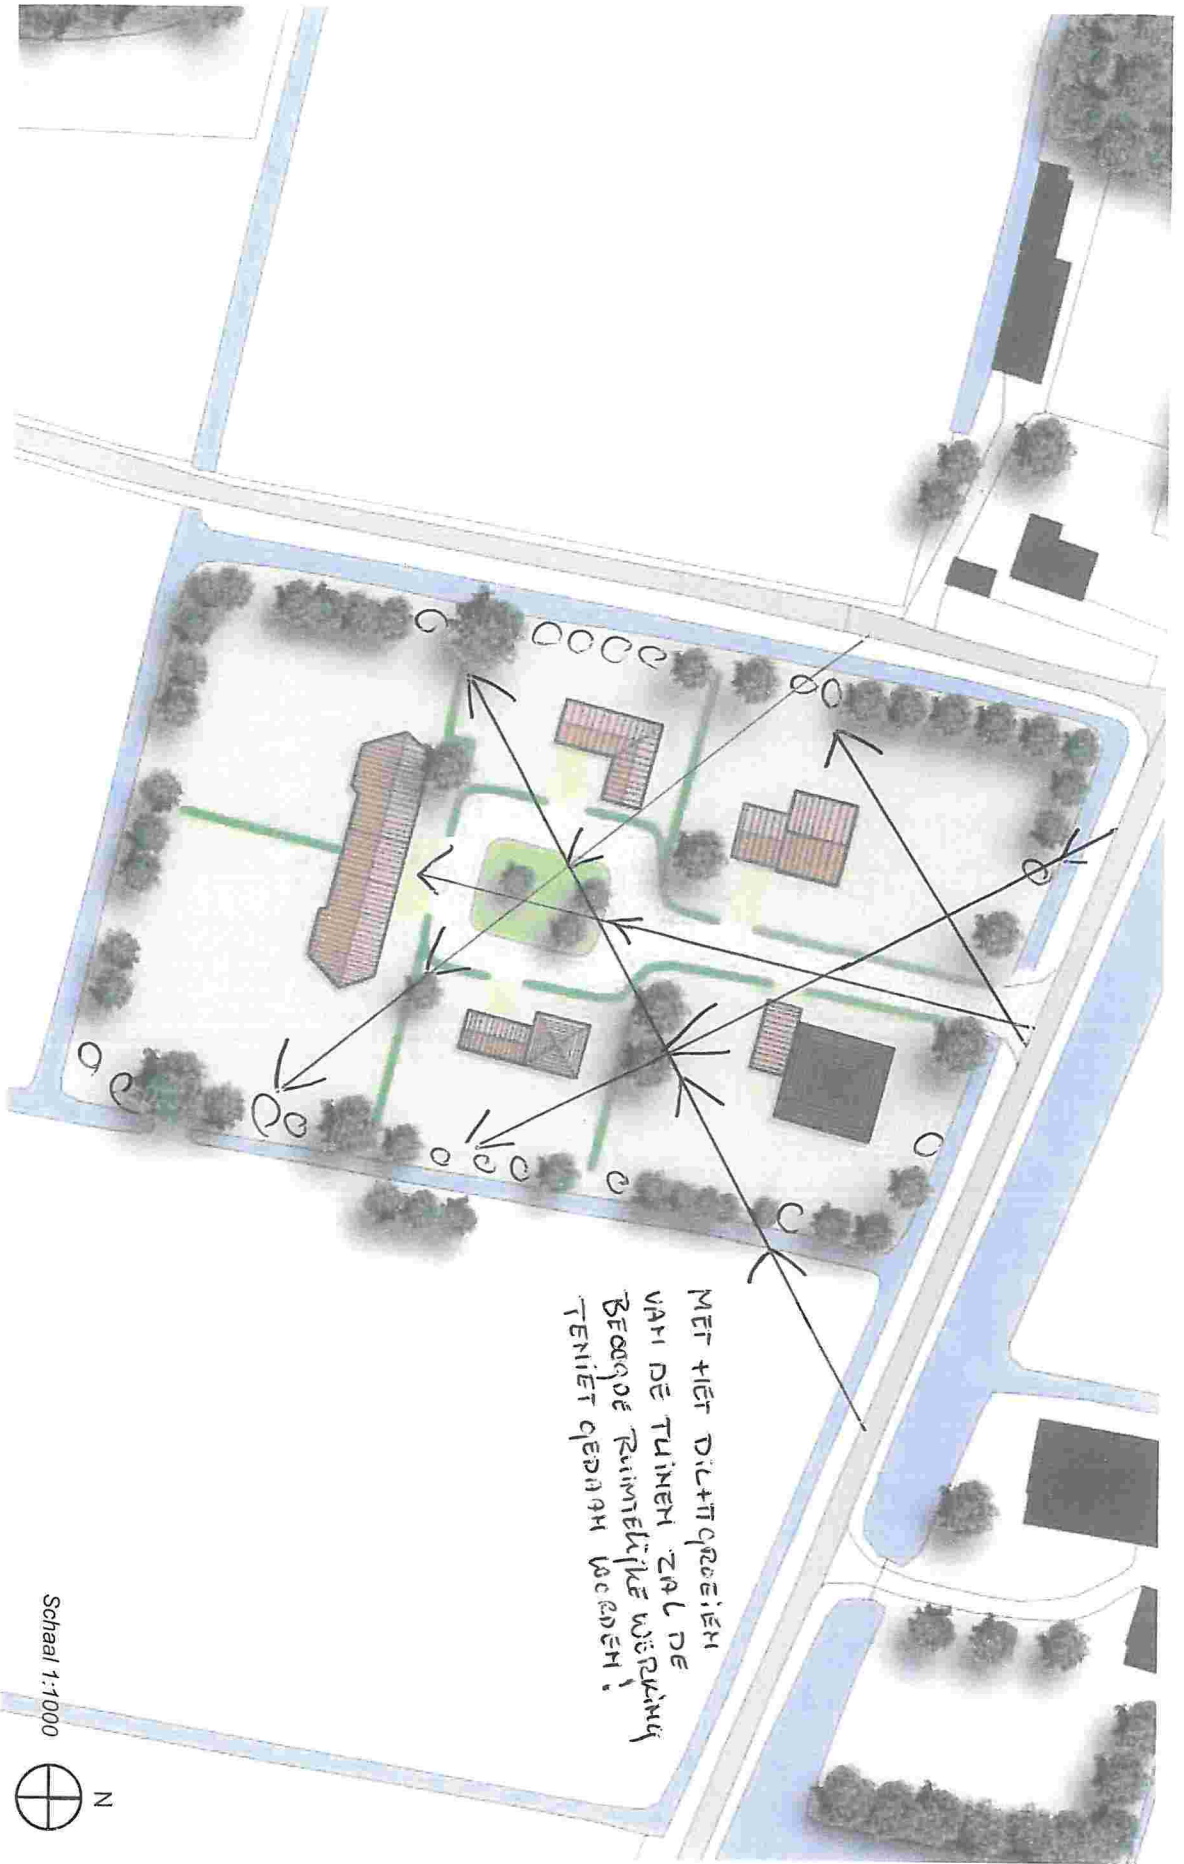 MET HET DICHTGROEIEN
VAN DE TUINEN ZAL DE
BEOOGDE RUIMTELIJKE WERKING
TENIET GEDAAN WORDEN!
Schaal 1:1000
N